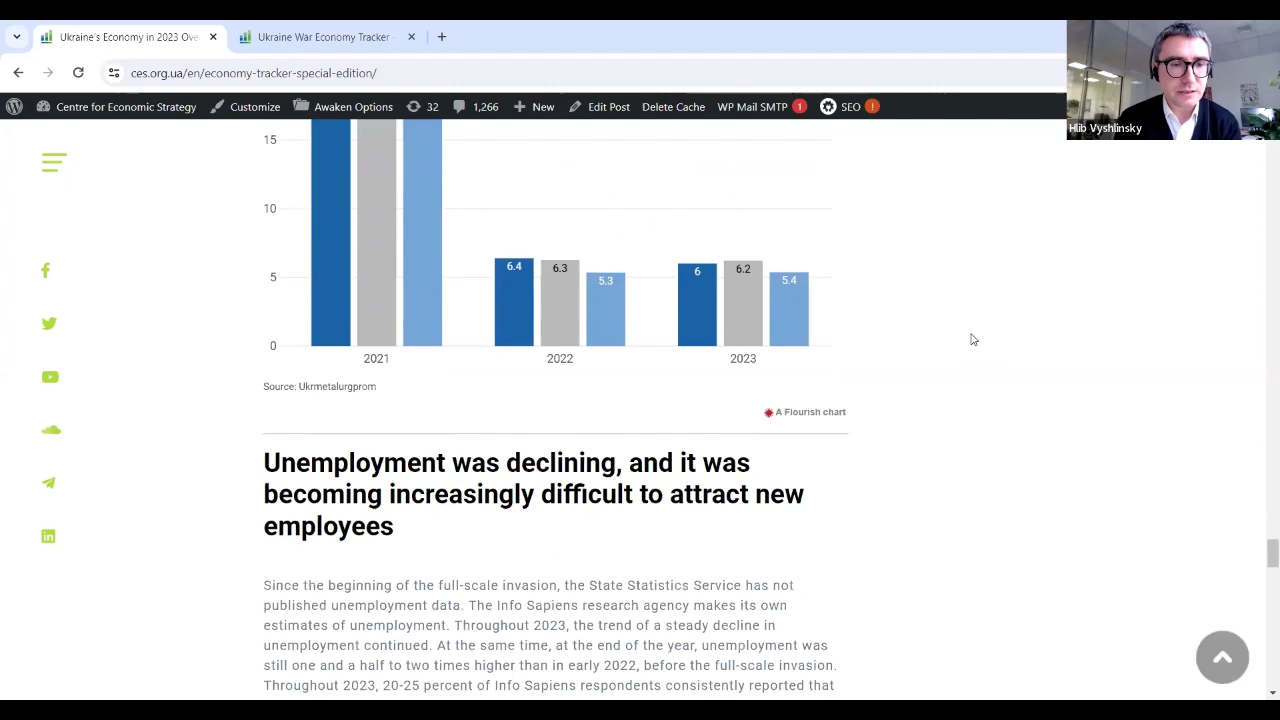 Ukraine's Economy in 2023 Ove
Ukraine War Economy Tracker -
ces.org.ua/en/economy-tracker-special-edition/
Centre for Economic Strategy Customize Awaken Options 32 1,266 New Edit Post Delete Cache WP Mail SMTP 1 SEO !
Hlib Vyshlinsky
15
10
5
0
6.4 6.3 5.3
6 6.2 5.4
2021 2022 2023
Source: Ukrmetalurgprom
A Flourish chart
Unemployment was declining, and it was
becoming increasingly difficult to attract new
employees
Since the beginning of the full-scale invasion, the State Statistics Service has not
published unemployment data. The Info Sapiens research agency makes its own
estimates of unemployment. Throughout 2023, the trend of a steady decline in
unemployment continued. At the same time, at the end of the year, unemployment was
still one and a half to two times higher than in early 2022, before the full-scale invasion.
Throughout 2023, 20-25 percent of Info Sapiens respondents consistently reported that